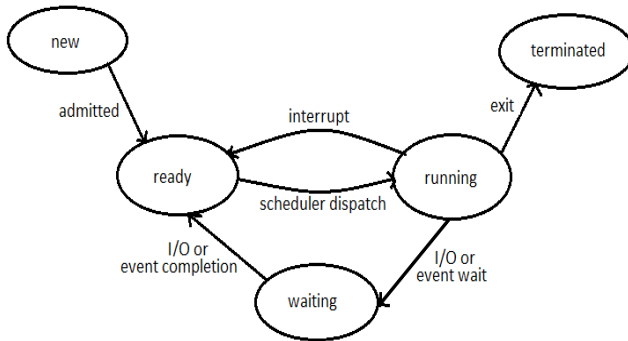 new
terminated
admitted
interrupt
exit
ready
running
scheduler dispatch
I/O or
event completion
I/O or
event wait
waiting